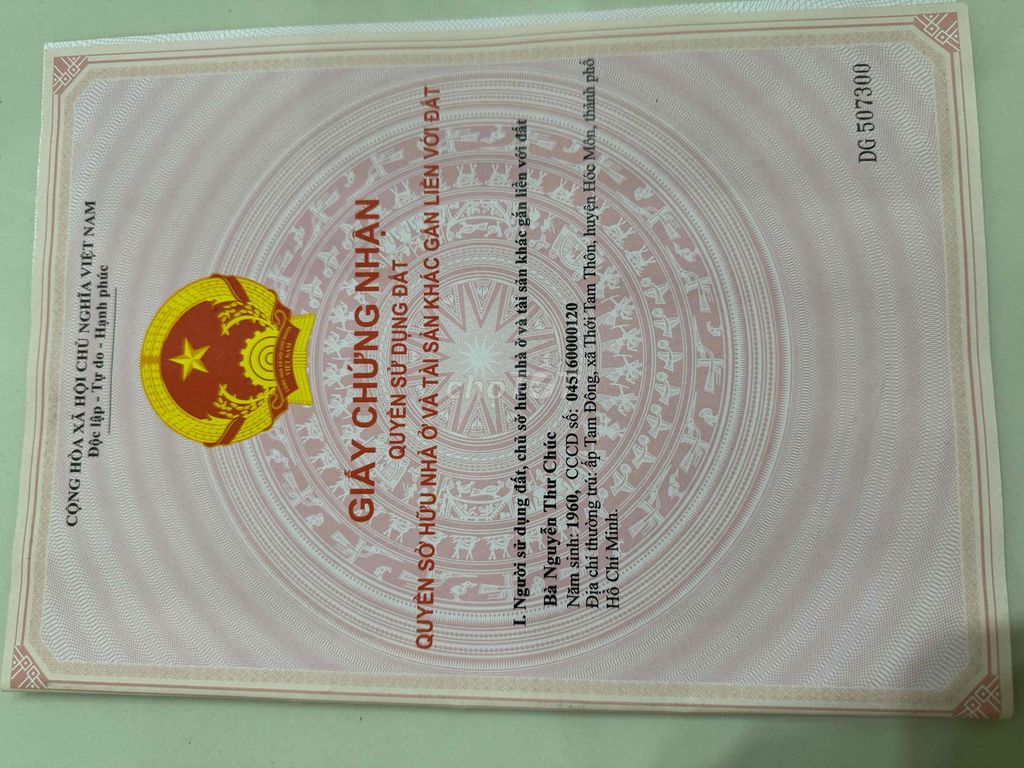 CỘNG HÒA XÃ HỘI CHỦ NGHĨA VIỆT NAM
Độc lập - Tự do - Hạnh phúc
VIỆT NAM
GIẤY CHỨNG NHẬN
QUYỀN SỬ DỤNG ĐẤT
QUYỀN SỞ HỮU NHÀ Ở VÀ TÀI SẢN KHÁC GẮN LIỀN VỚI ĐẤT
chợ
I. Người sử dụng đất, chủ sở hữu nhà ở và tài sản khác gắn liền với đất
Bà Nguyễn Thư Chúc
Năm sinh: 1960, CCCD số: 045160000120
Địa chỉ thường trú: ấp Tam Đông, xã Thới Tam Thôn, huyện Hóc Môn, thành phố
Hồ Chí Minh.
DG 507300